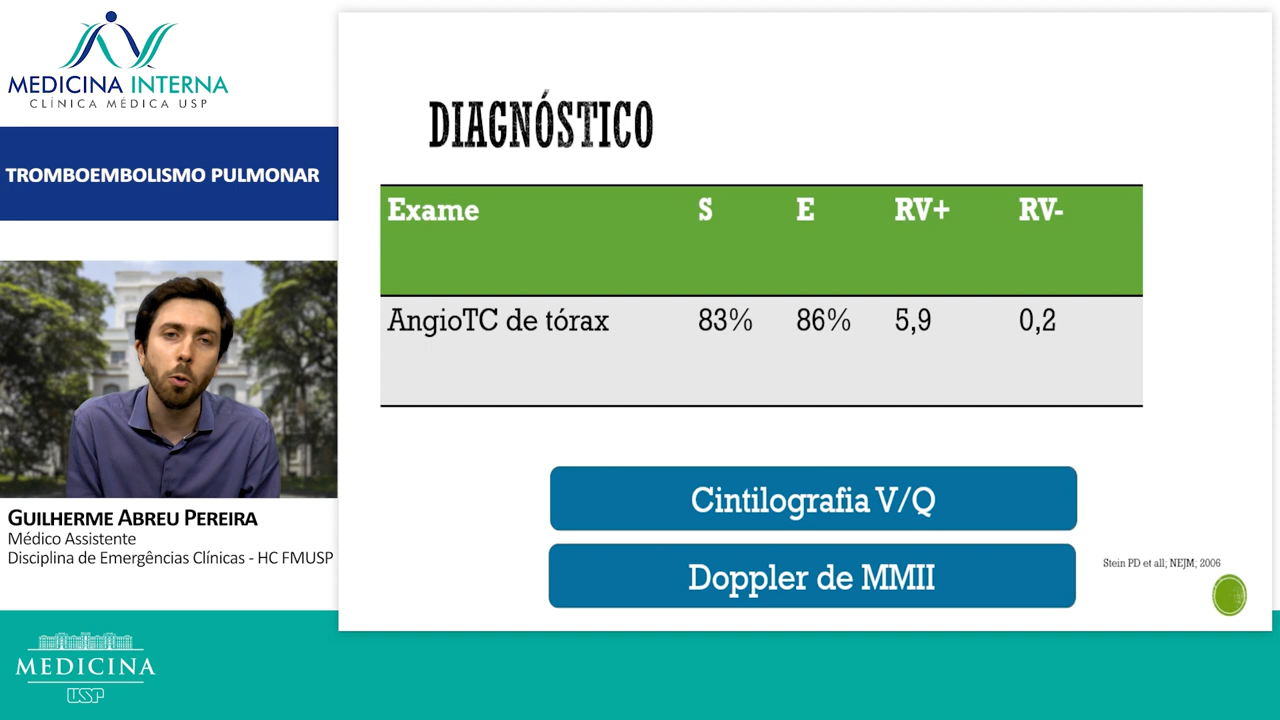 MEDICINA INTERNA
CLÍNICA MÉDICA USP
TROMBOEMBOLISMO PULMONAR
GUILHERME ABREU PEREIRA
Médico Assistente
Disciplina de Emergências Clínicas - HC FMUSP
MEDICINA
USP
DIAGNÓSTICO
Exame S E RV+ RV-
AngioTC de tórax 83% 86% 5,9 0,2
Cintilografia V/Q
Doppler de MMII
Stein PD et all; NEJM; 2006